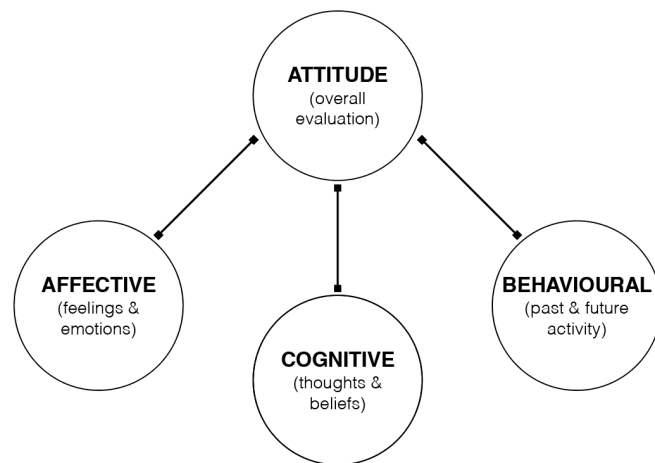 ATTITUDE
(overall
evaluation)
AFFECTIVE
(feelings &
emotions)
COGNITIVE
(thoughts &
beliefs)
BEHAVIOURAL
(past & future
activity)